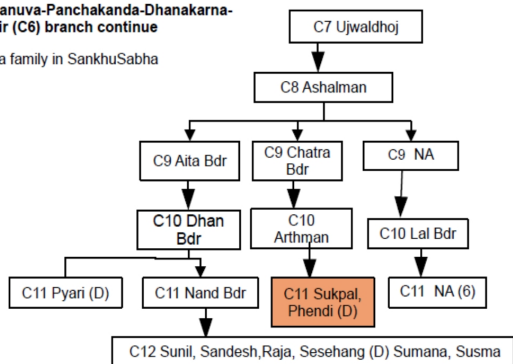 anuva-Panchakanda-Dhanakarna-
ir (C6) branch continue
a family in SankhuSabha
C7 Ujwaldhoj
C8 Ashalman
C9 Aita Bdr
C9 Chatra
Bdr
C9 NA
C10 Dhan
Bdr
C10
Arthman
C10 Lal Bdr
C11 Pyari (D)
C11 Nand Bdr
C11 Sukpal,
Phendi (D)
C11 NA (6)
C12 Sunil, Sandesh,Raja, Sesehang (D) Sumana, Susma